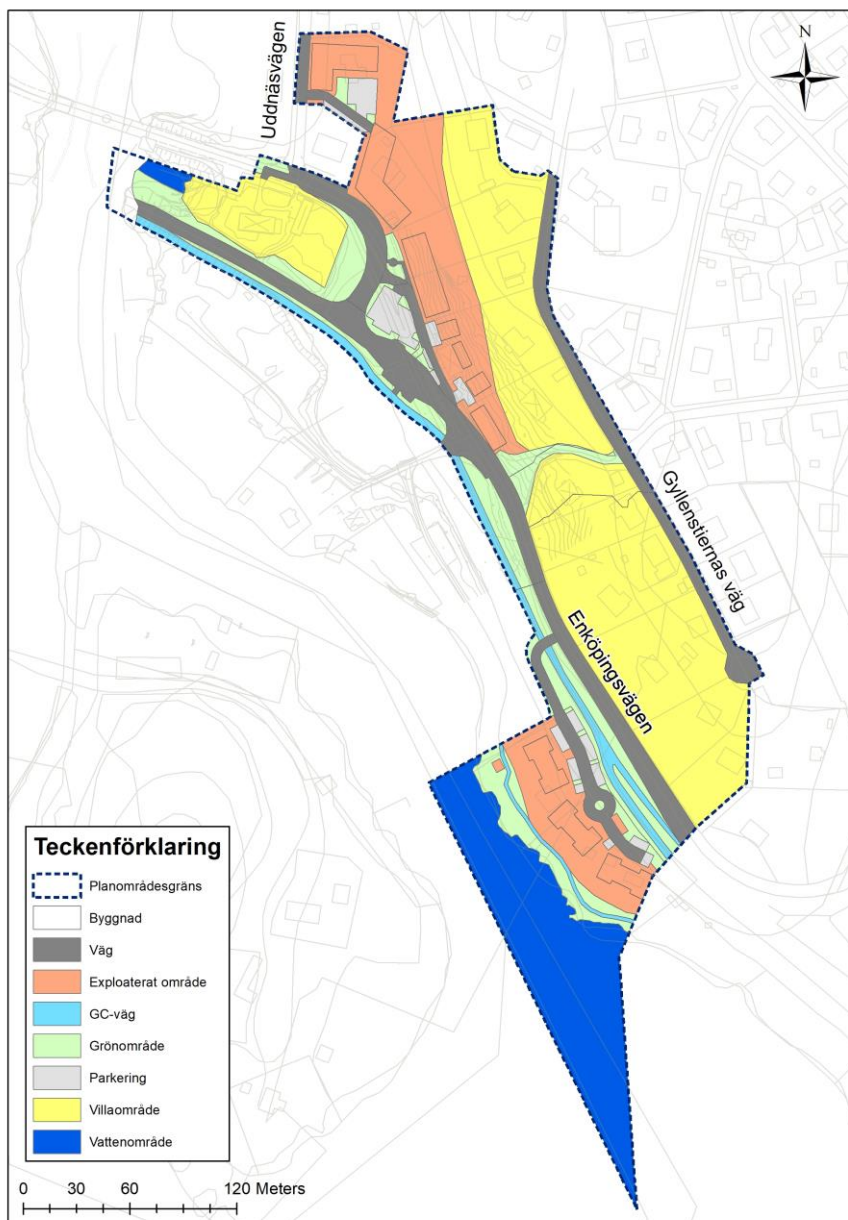 Uddnäsvägen
N
Gyllenstiernas väg
Enköpingsvägen
Teckenförklaring
Planområdesgräns
Byggnad
Väg
Exploaterat område
GC-väg
Grönområde
Parkering
Villaområde
Vattenområde
0 30 60 120 Meters